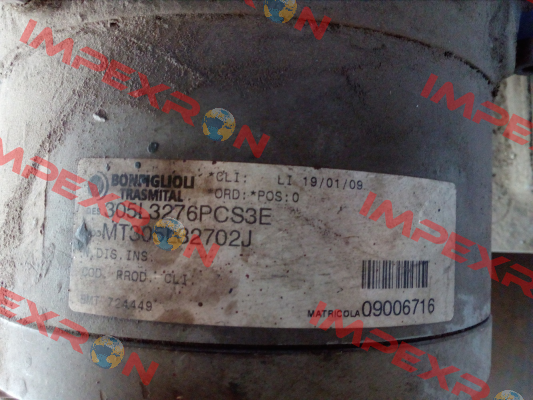 BONFIGLIOLI
TRASMITAL
*CLI: LI 19/01/09
ORD:*POS:0
305L3276PCS3E
DIS.INS
COD. PROD. CLI.
724449
MATRICOLA 09006716
IMPEXRON
IMPEXRON
IMPEXRON
IMPEXRON
IMPEXRON